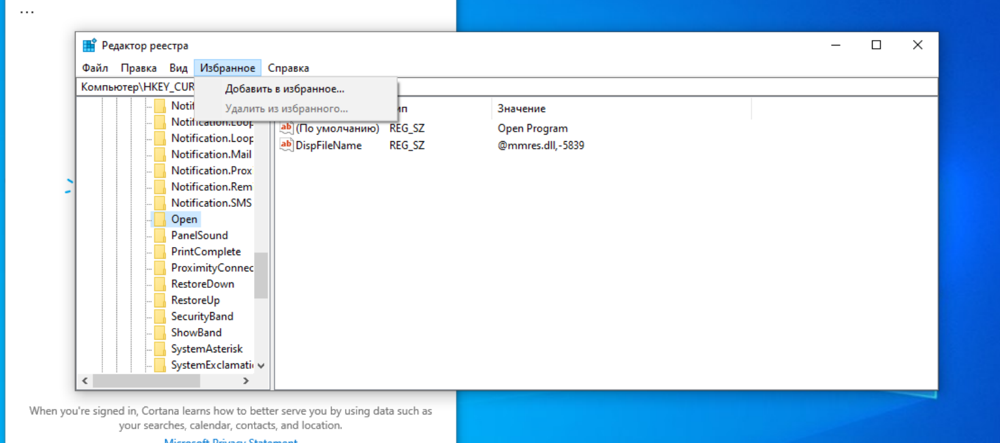 ...
Редактор реестра
Файл Правка Вид Избранное Справка
Компьютер\HKEY_CUR
Добавить в избранное...
Удалить из избранного...
Значение
(По умолчанию) REG_SZ Open Program
DispFileName REG_SZ @mmres.dll,-5839
Notif
Notification.Loop
Notification.Loop
Notification.Mail
Notification.Prox
Notification.Rem
Notification.SMS
Open
PanelSound
PrintComplete
ProximityConnec
RestoreDown
RestoreUp
SecurityBand
ShowBand
SystemAsterisk
SystemExclamati
When you're signed in, Cortana learns how to better serve you by using data such as
your searches, calendar, contacts, and location.
Microsoft Privacy Statement